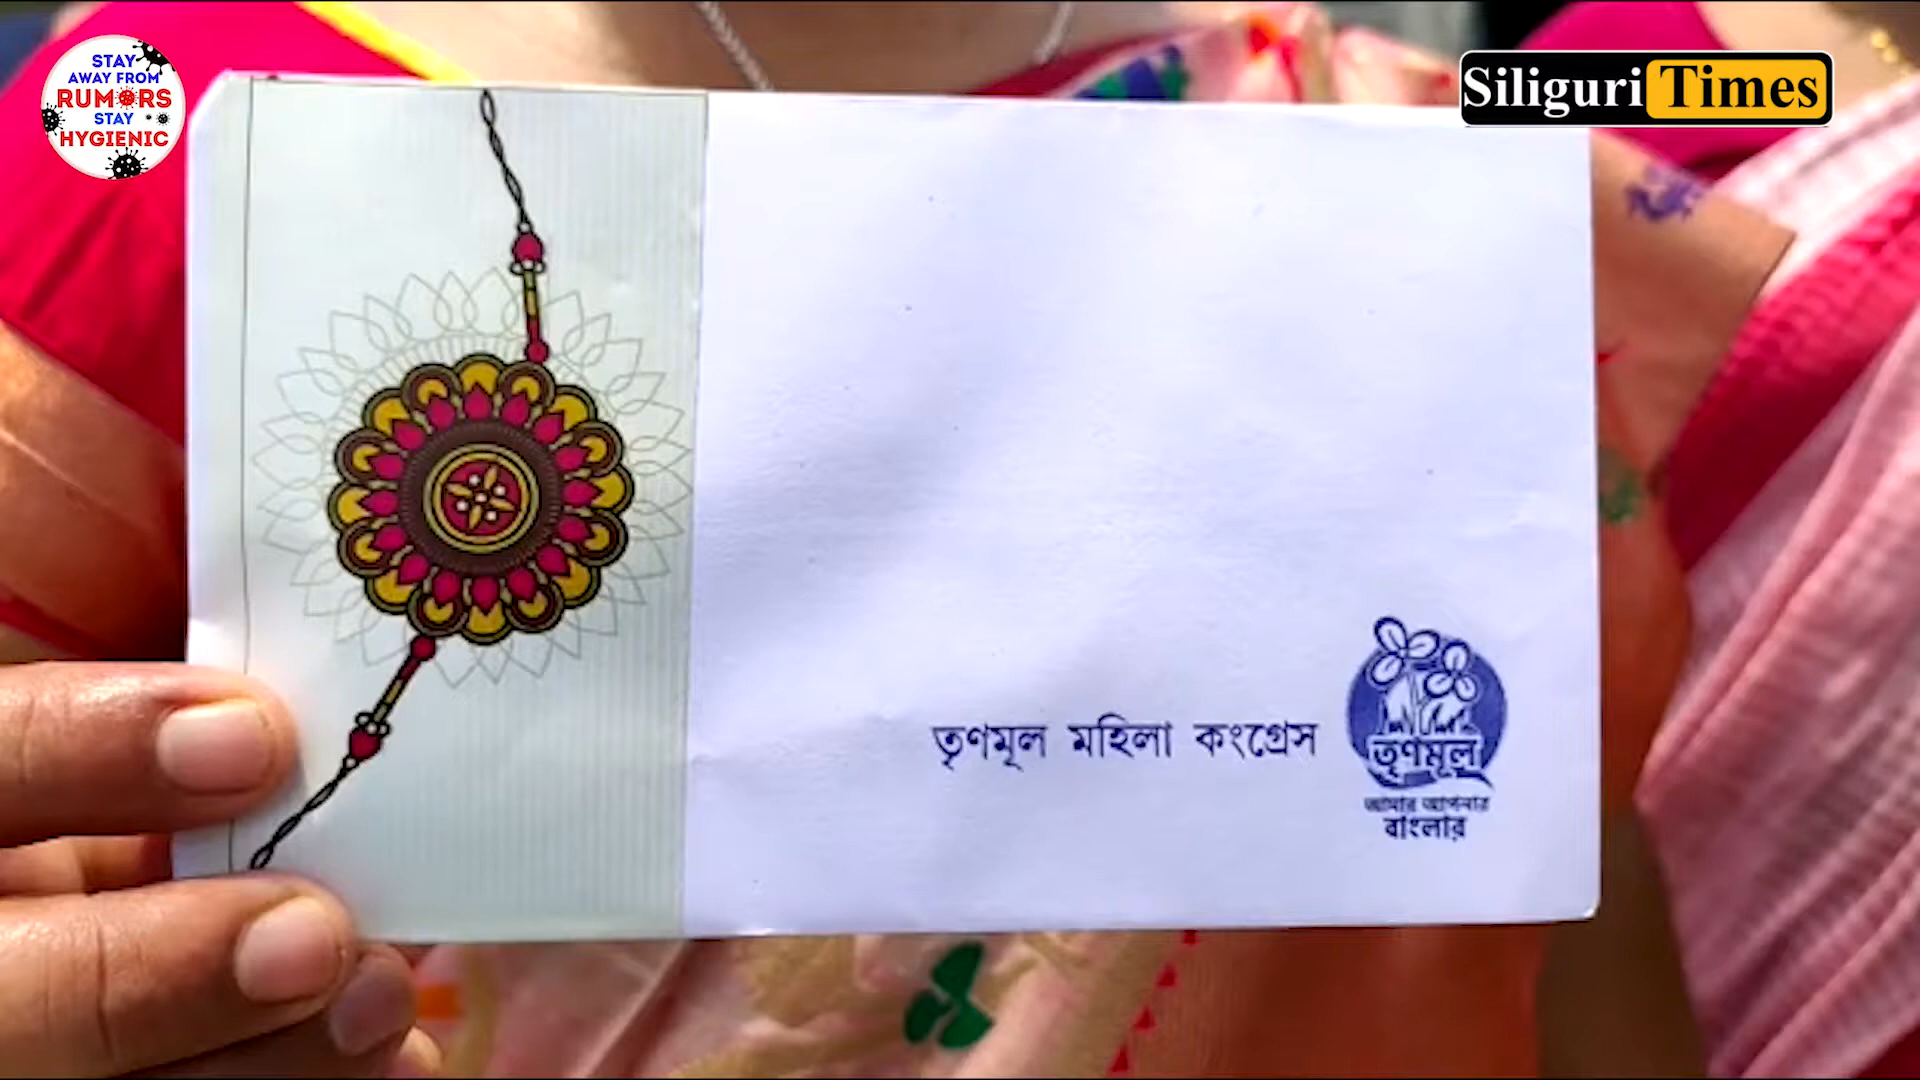 STAY
AWAY FROM
RUMORS
STAY
HYGIENIC
Siliguri Times
তৃণমূল মহিলা কংগ্রেস
তৃণমূল
আমার আপনার
বাংলার